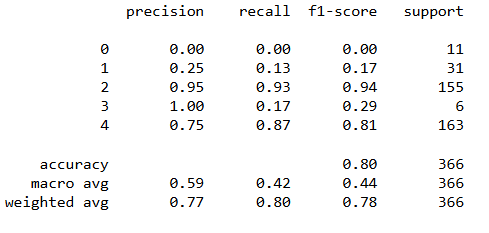 precision recall f1-score support
0 0.00 0.00 0.00 11
1 0.25 0.13 0.17 31
2 0.95 0.93 0.94 155
3 1.00 0.17 0.29 6
4 0.75 0.87 0.81 163
accuracy 0.80 366
macro avg 0.59 0.42 0.44 366
weighted avg 0.77 0.80 0.78 366